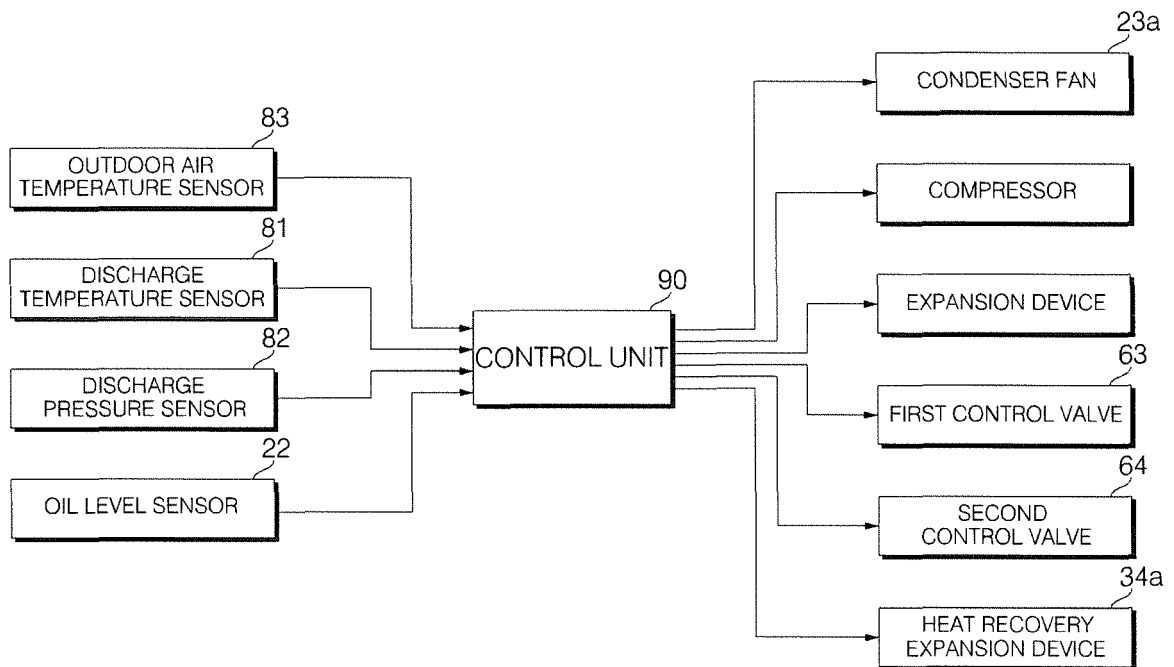 23a
CONDENSER FAN
83
OUTDOOR AIR
TEMPERATURE SENSOR
COMPRESSOR
81
DISCHARGE
TEMPERATURE SENSOR
90
CONTROL UNIT
EXPANSION DEVICE
82
DISCHARGE
PRESSURE SENSOR
63
FIRST CONTROL VALVE
22
OIL LEVEL SENSOR
64
SECOND
CONTROL VALVE
34a
HEAT RECOVERY
EXPANSION DEVICE